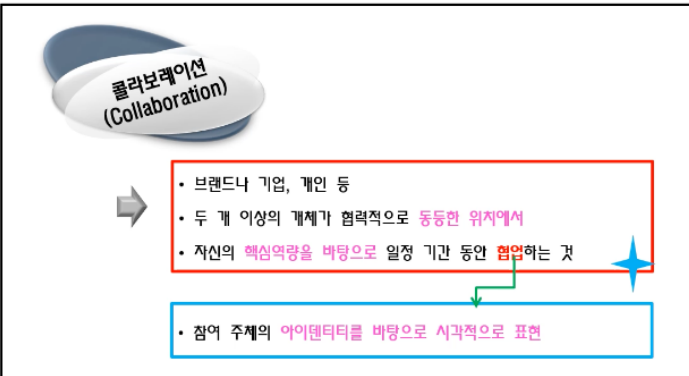 콜라보레이션
(Collaboration)
• 브랜드나 기업, 개인 등
• 두 개 이상의 개체가 협력적으로 동등한 위치에서
• 자신의 핵심역량을 바탕으로 일정 기간 동안 협업하는 것
• 참여 주체의 아이덴티티를 바탕으로 시각적으로 표현